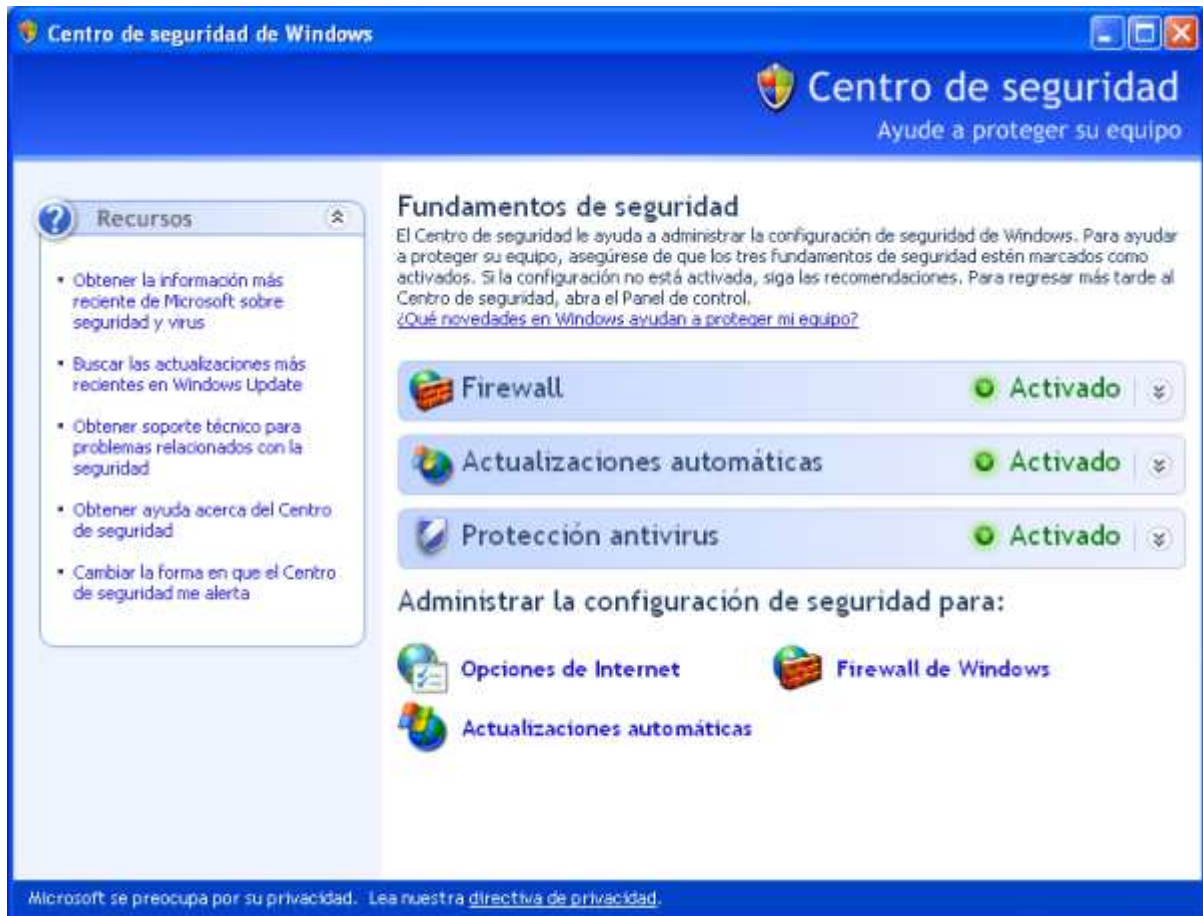 Centro de seguridad de Windows
Centro de seguridad
Ayude a proteger su equipo
Recursos
Obtener la información más
reciente de Microsoft sobre
seguridad y virus
Buscar las actualizaciones más
recientes en Windows Update
Obtener soporte técnico para
problemas relacionados con la
seguridad
Obtener ayuda acerca del Centro
de seguridad
Cambiar la forma en que el Centro
de seguridad me alerta
Fundamentos de seguridad
El Centro de seguridad le ayuda a administrar la configuración de seguridad de Windows. Para ayudar
a proteger su equipo, asegúrese de que los tres fundamentos de seguridad estén marcados como
activados. Si la configuración no está activada, siga las recomendaciones. Para regresar más tarde al
Centro de seguridad, abra el Panel de control.
¿Qué novedades en Windows ayudan a proteger mi equipo?
Firewall Activado
Actualizaciones automáticas Activado
Protección antivirus Activado
Administrar la configuración de seguridad para:
Opciones de Internet Firewall de Windows
Actualizaciones automáticas
Microsoft se preocupa por su privacidad. Lea nuestra directiva de privacidad.